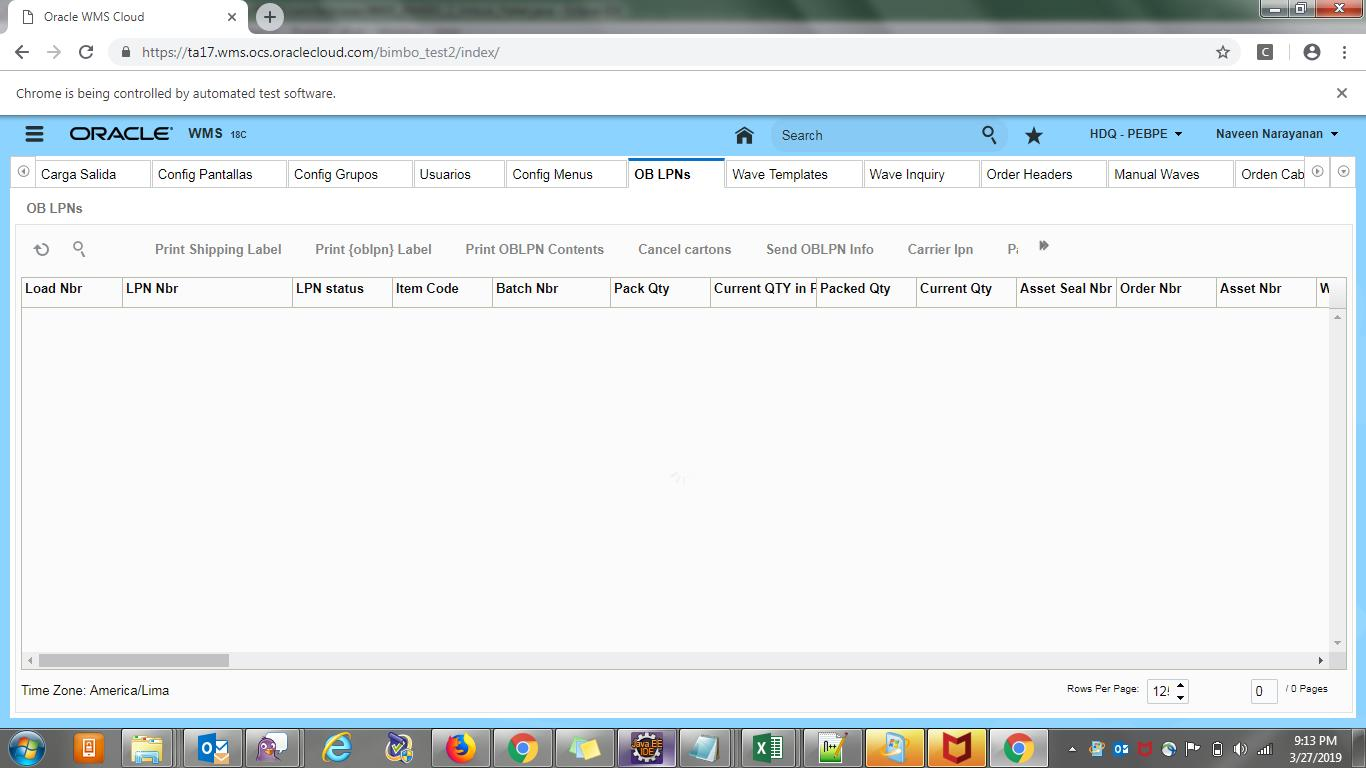 Oracle WMS Cloud
https://ta17.wms.ocs.oraclecloud.com/bimbo_test2/index/
C
Chrome is being controlled by automated test software.
ORACLE WMS 18C
Search
HDQ - PEBPE
Naveen Narayanan
Carga Salida
Config Pantallas
Config Grupos
Usuarios
Config Menus
OB LPNs
Wave Templates
Wave Inquiry
Order Headers
Manual Waves
Orden Cab
OB LPNs
Print Shipping Label
Print {oblpn} Label
Print OBLPN Contents
Cancel cartons
Send OBLPN Info
Carrier lpn
Load Nbr
LPN Nbr
LPN status
Item Code
Batch Nbr
Pack Qty
Current QTY in
Packed Qty
Current Qty
Asset Seal Nbr
Order Nbr
Asset Nbr
Time Zone: America/Lima
Rows Per Page:
0
/ 0 Pages
Java EE
IDE
9:13 PM
3/27/2019